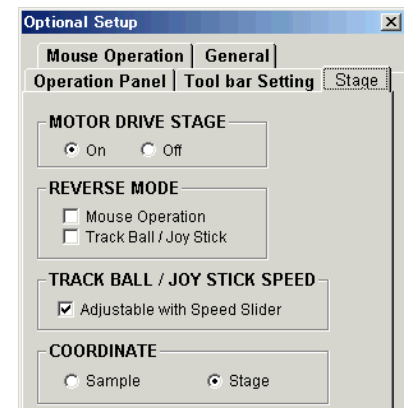 Optional Setup
Mouse Operation General
Operation Panel Tool bar Setting Stage
MOTOR DRIVE STAGE
On Off
REVERSE MODE
Mouse Operation
Track Ball / Joy Stick
TRACK BALL / JOY STICK SPEED
Adjustable with Speed Slider
COORDINATE
Sample Stage